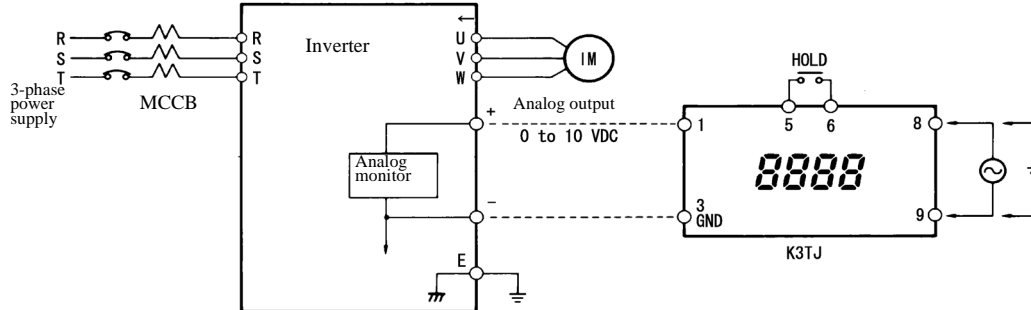 R
S
T
3-phase
power
supply
MCCB
R
S
T
Inverter
←
U
V
W
IM
+
Analog output
0 to 10 VDC
Analog
monitor
−
E
HOLD
5 6
1
3
GND
8888
8
9
K3TJ